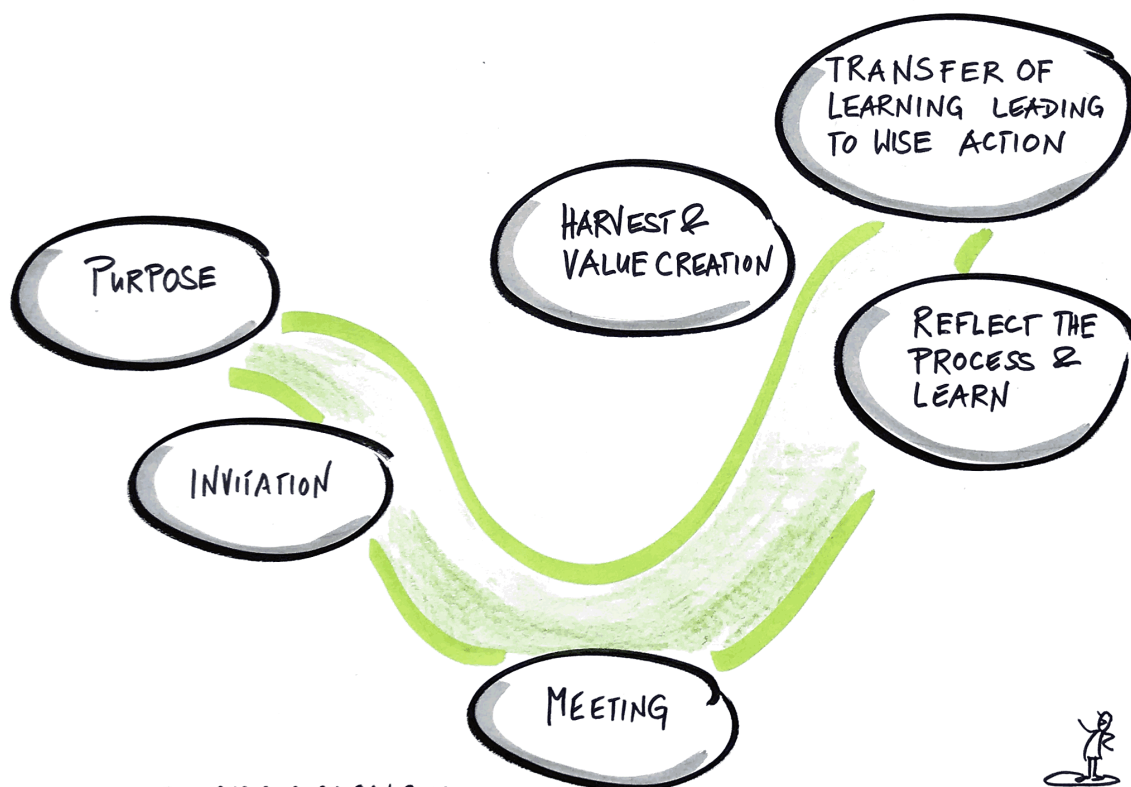 PURPOSE
INVITATION
MEETING
HARVEST &
VALUE CREATION
TRANSFER OF
LEARNING LEADING
TO WISE ACTION
REFLECT THE
PROCESS &
LEARN